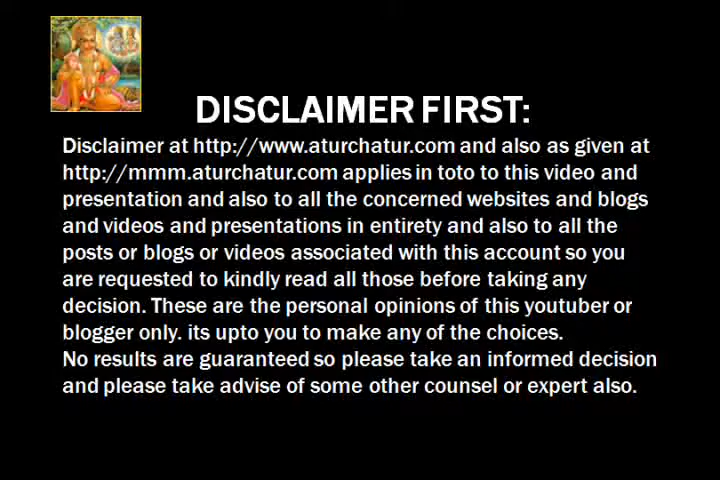 DISCLAIMER FIRST:
Disclaimer at http://www.aturchatur.com and also as given at
http://mmm.aturchatur.com applies in toto to this video and
presentation and also to all the concerned websites and blogs
and videos and presentations in entirety and also to all the
posts or blogs or videos associated with this account so you
are requested to kindly read all those before taking any
decision. These are the personal opinions of this youtuber or
blogger only. its upto you to make any of the choices.
No results are guaranteed so please take an informed decision
and please take advise of some other counsel or expert also.